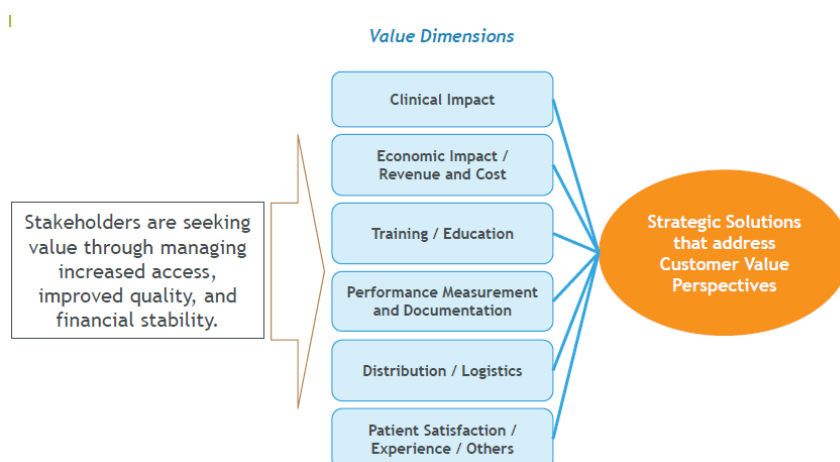 Value Dimensions
Stakeholders are seeking
value through managing
increased access,
improved quality, and
financial stability.
Clinical Impact
Economic Impact /
Revenue and Cost
Training / Education
Performance Measurement
and Documentation
Distribution / Logistics
Patient Satisfaction /
Experience / Others
Strategic Solutions
that address
Customer Value
Perspectives